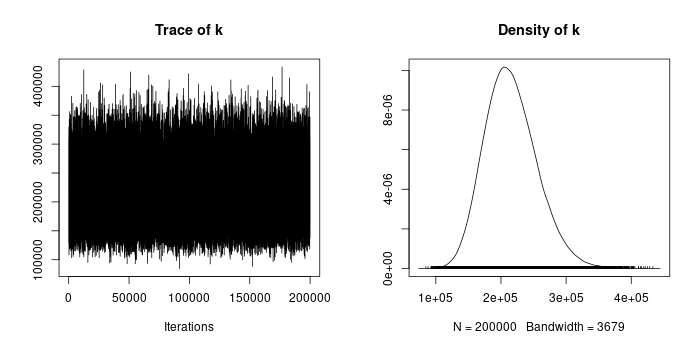 Trace of k
400000
300000
200000
100000
0 50000 100000 150000 200000
Iterations
Density of k
8e-06
4e-06
0e+00
1e+05 2e+05 3e+05 4e+05
N = 200000 Bandwidth = 3679